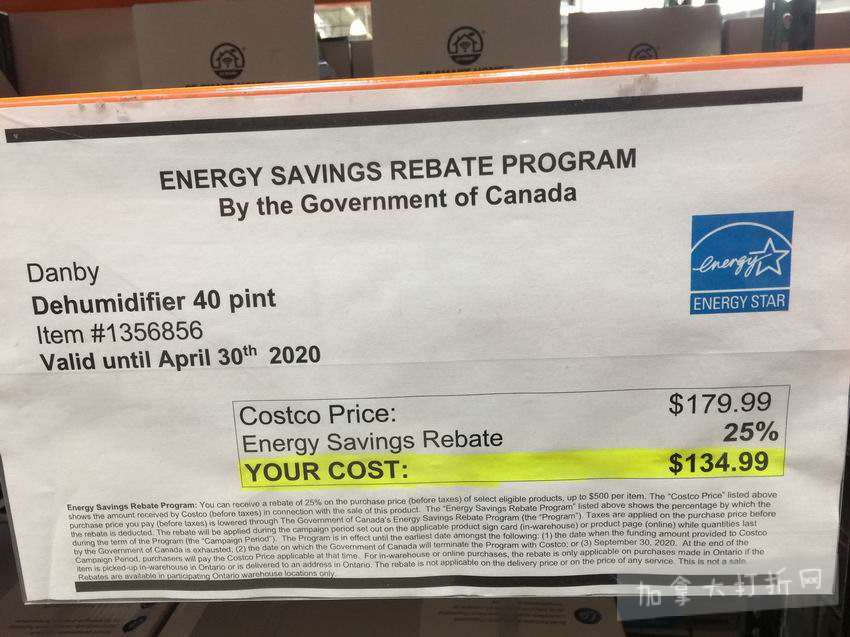 ENERGY SAVINGS REBATE PROGRAM
By the Government of Canada
energy
ENERGY STAR
Danby
Dehumidifier 40 pint
Item #1356856
Valid until April 30th 2020
Costco Price: $179.99
Energy Savings Rebate 25%
YOUR COST: $134.99
Energy Savings Rebate Program: You can receive a rebate of 25% on the purchase price (before taxes) of select eligible products, up to $500 per item. The "Costco Price" listed above
shows the amount received by Costco (before taxes) in connection with the sale of this product. The "Energy Savings Rebate Program" listed above shows the percentage by which the
purchase price you pay (before taxes) is lowered through The Government of Canada's Energy Savings Rebate Program (the "Program"). Taxes are applied on the purchase price before
the rebate is deducted. The rebate will be applied during the campaign period set out on the applicable product sign card (in-warehouse) or product page (online) while quantities last
during the term of the Program (the "Campaign Period"). The Program is in effect until the earliest date amongst the following: (1) the date when the funding amount provided to Costco
by the Government of Canada is exhausted; (2) the date on which the Government of Canada will terminate the Program with Costco; or (3) September 30, 2020. At the end of the
Campaign Period, purchasers will pay the Costco Price applicable at that time. For in-warehouse or online purchases, the rebate is only applicable on purchases made in Ontario if the
item is picked-up in-warehouse in Ontario or is delivered to an address in Ontario. The rebate is not applicable on the delivery price or on the price of any service. This is not a sale.
Rebates are available in participating Ontario warehouse locations only.
加拿大打折网